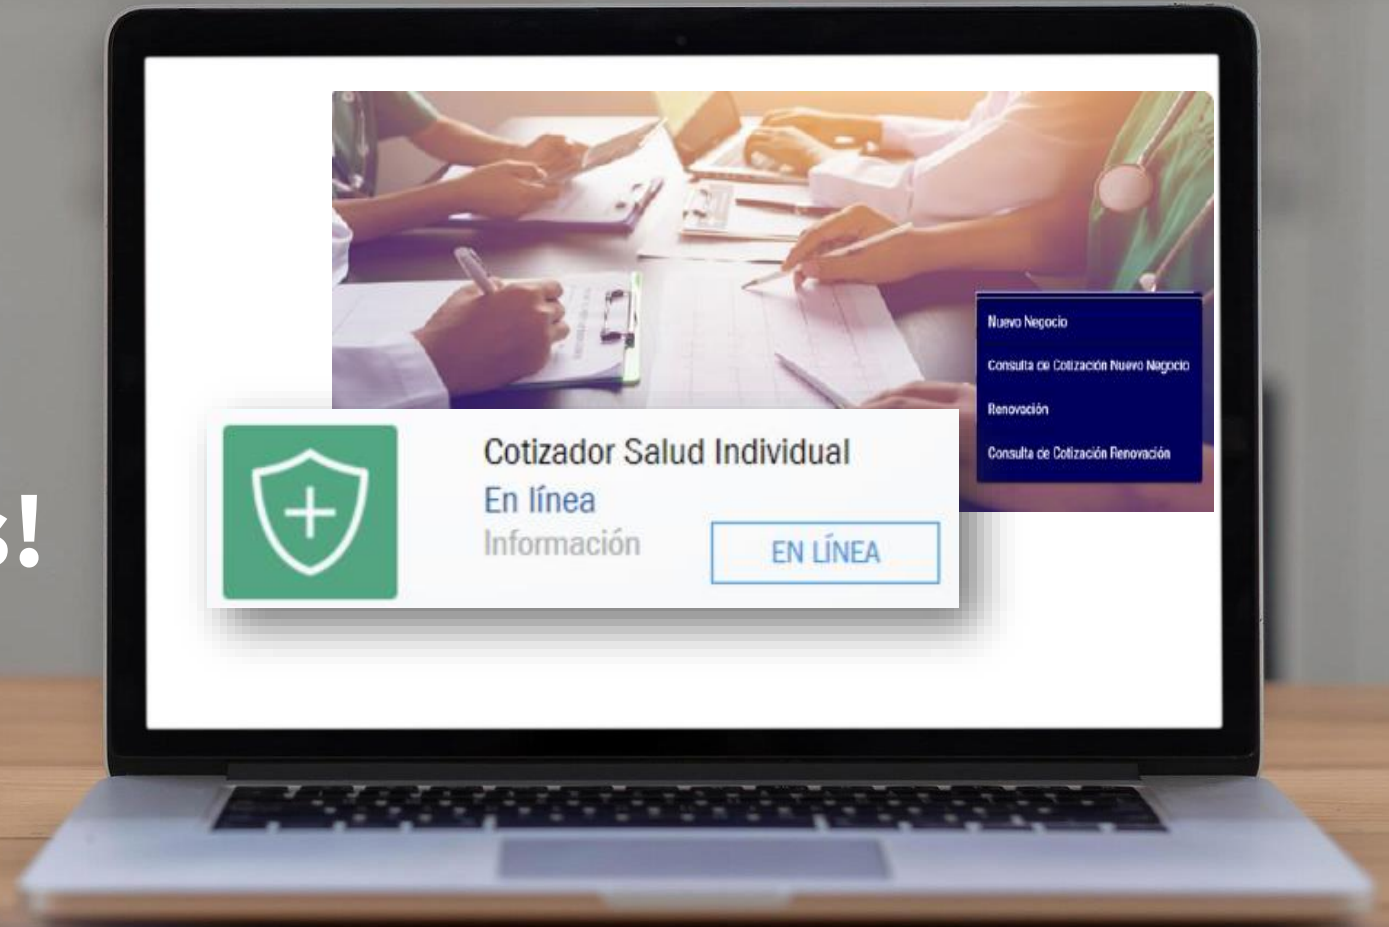 s!
Nuevo Negocio
Consulta de Cotización Nuevo Negocio
Renovación
Consulta de Cotización Renovación
Cotizador Salud Individual
En línea
Información
EN LÍNEA